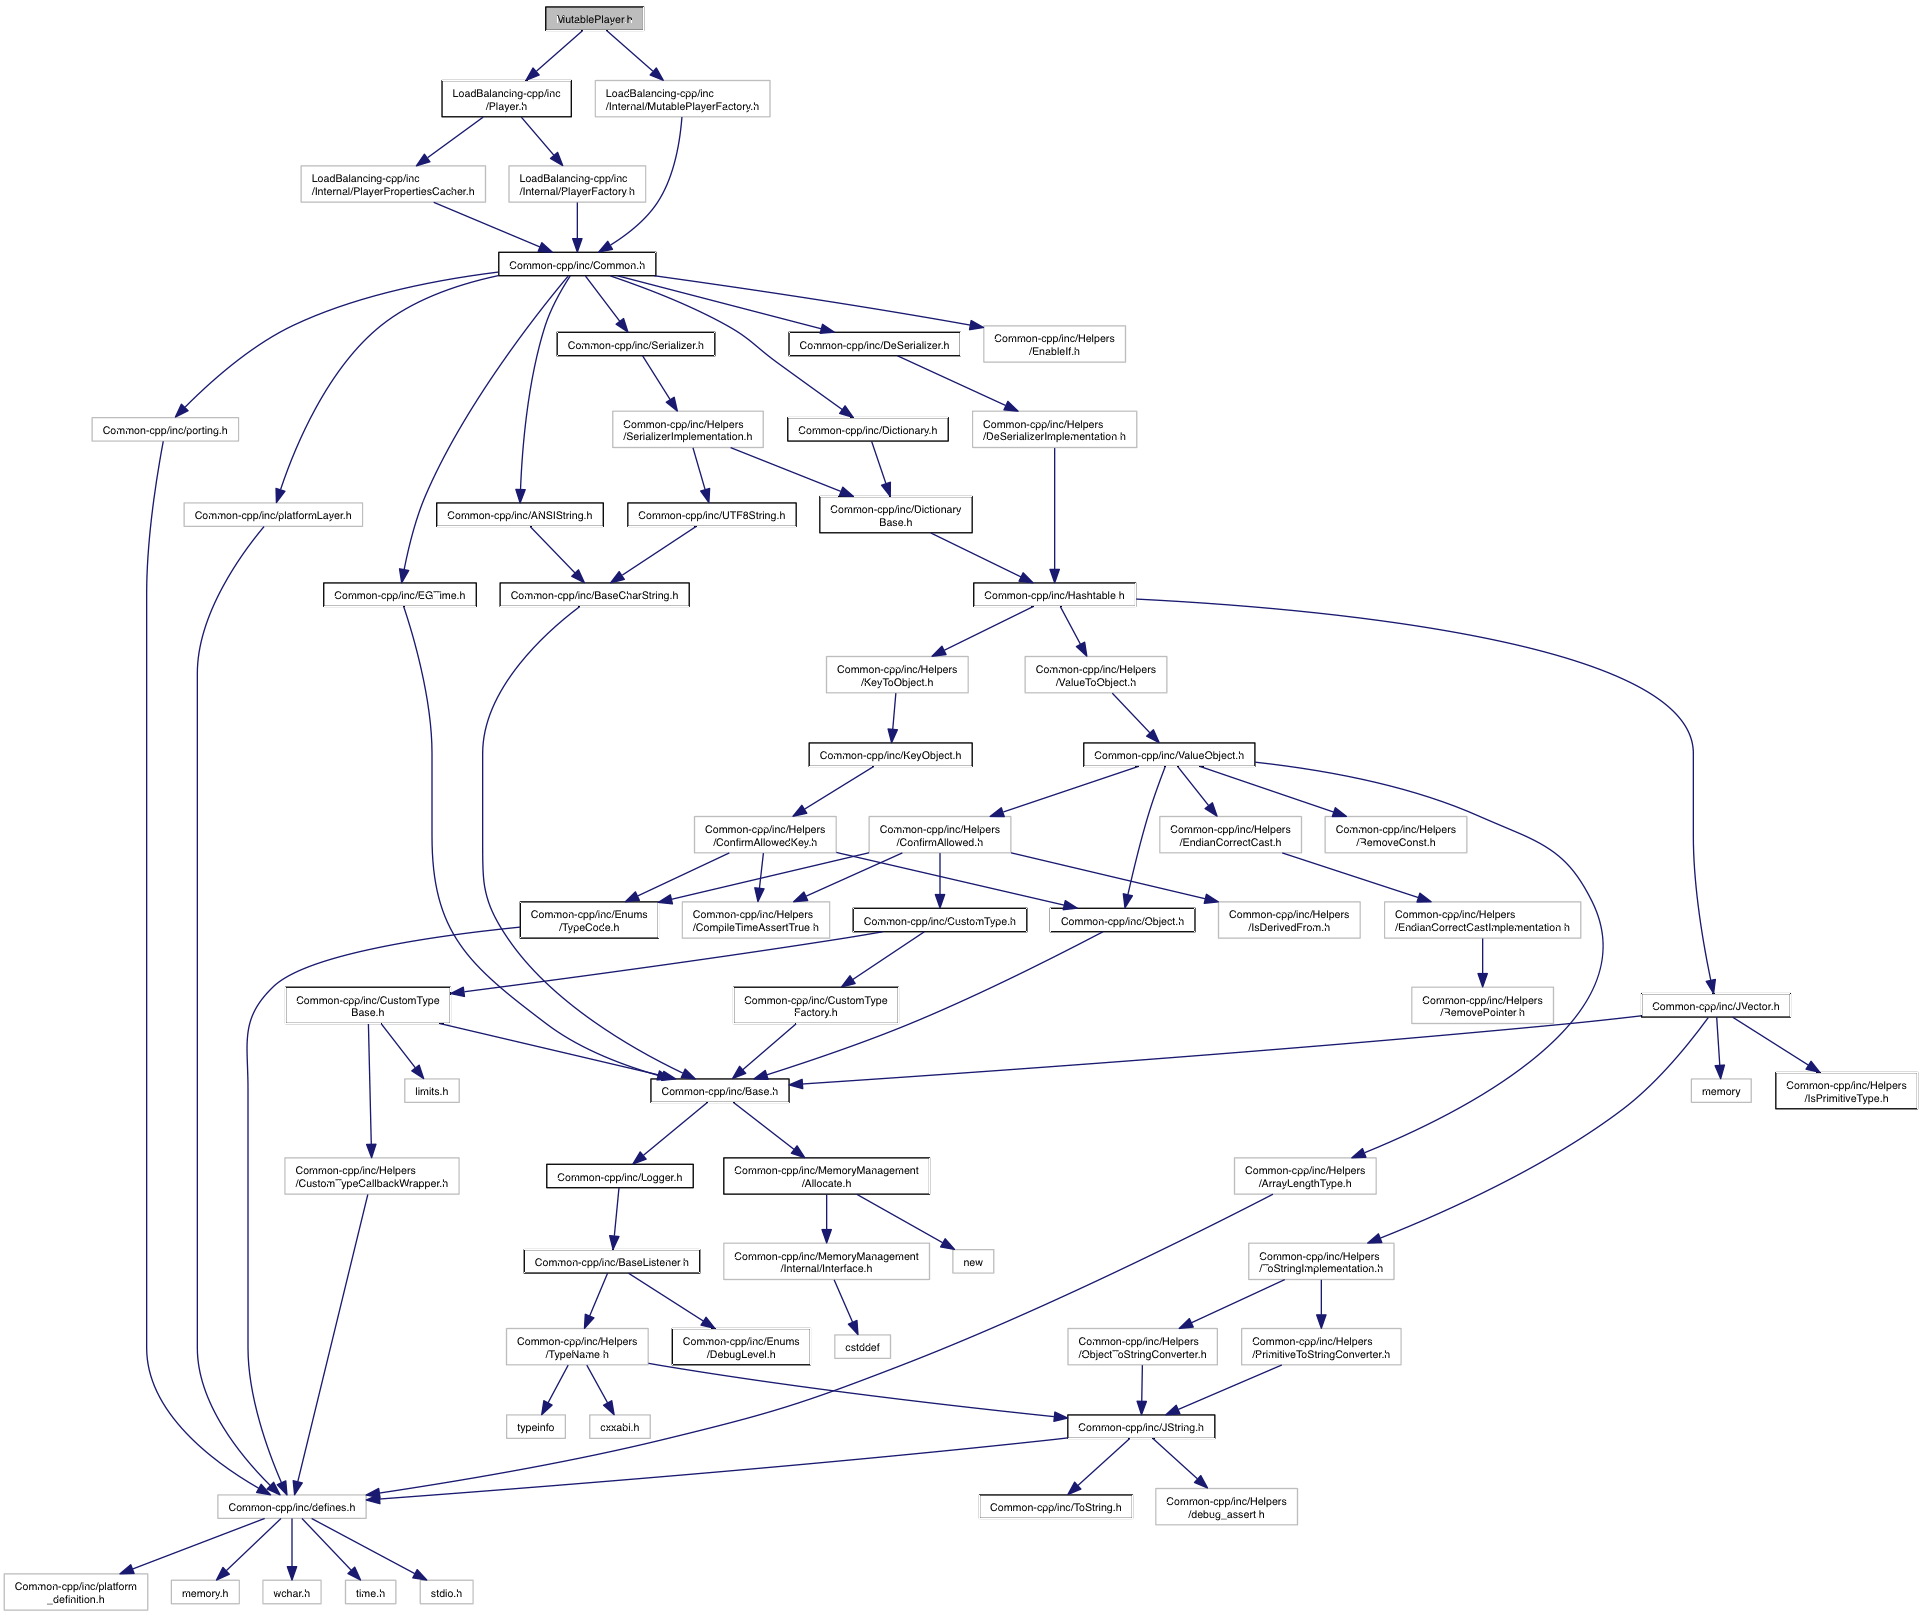 MutablePlayer.h
LoadBalancing-cpp/inc
/Player.h
LoadBalancing-cpp/inc
/Internal/MutablePlayerFactory.h
LoadBalancing-cpp/inc
/Internal/PlayerPropertiesCacher.h
LoadBalancing-cpp/inc
/Internal/PlayerFactory.h
Common-cpp/inc/Common.h
Common-cpp/inc/Serializer.h
Common-cpp/inc/DeSerializer.h
Common-cpp/inc/Helpers
/EnableIf.h
Common-cpp/inc/porting.h
Common-cpp/inc/Helpers
/SerializerImplementation.h
Common-cpp/inc/Dictionary.h
Common-cpp/inc/Helpers
/DeSerializerImplementation.h
Common-cpp/inc/platformLayer.h
Common-cpp/inc/ANSIString.h
Common-cpp/inc/UTF8String.h
Common-cpp/inc/Dictionary
Base.h
Common-cpp/inc/EGTime.h
Common-cpp/inc/BaseCharString.h
Common-cpp/inc/Hashtable.h
Common-cpp/inc/Helpers
/KeyToObject.h
Common-cpp/inc/Helpers
/ValueToObject.h
Common-cpp/inc/KeyObject.h
Common-cpp/inc/ValueObject.h
Common-cpp/inc/Helpers
/ConfirmAllowedKey.h
Common-cpp/inc/Helpers
/ConfirmAllowed.h
Common-cpp/inc/Helpers
/EndianCorrectCast.h
Common-cpp/inc/Helpers
/RemoveConst.h
Common-cpp/inc/Enums
/TypeCode.h
Common-cpp/inc/Helpers
/CompileTimeAssertTrue.h
Common-cpp/inc/CustomType.h
Common-cpp/inc/Object.h
Common-cpp/inc/Helpers
/IsDerivedFrom.h
Common-cpp/inc/Helpers
/EndianCorrectCastImplementation.h
Common-cpp/inc/CustomType
Base.h
Common-cpp/inc/CustomType
Factory.h
Common-cpp/inc/Helpers
/RemovePointer.h
Common-cpp/inc/JVector.h
limits.h
Common-cpp/inc/Base.h
memory
Common-cpp/inc/Helpers
/IsPrimitiveType.h
Common-cpp/inc/Helpers
/CustomTypeCallbackWrapper.h
Common-cpp/inc/Logger.h
Common-cpp/inc/MemoryManagement
/Allocate.h
Common-cpp/inc/Helpers
/ArrayLengthType.h
Common-cpp/inc/BaseListener.h
Common-cpp/inc/MemoryManagement
/Internal/Interface.h
new
Common-cpp/inc/Helpers
/ToStringImplementation.h
Common-cpp/inc/Helpers
/TypeName.h
Common-cpp/inc/Enums
/DebugLevel.h
cstddef
Common-cpp/inc/Helpers
/ObjectToStringConverter.h
Common-cpp/inc/Helpers
/PrimitiveToStringConverter.h
typeinfo
cxxabi.h
Common-cpp/inc/JString.h
Common-cpp/inc/defines.h
Common-cpp/inc/ToString.h
Common-cpp/inc/Helpers
/debug_assert.h
Common-cpp/inc/platform
_definition.h
memory.h
wchar.h
time.h
stdio.h